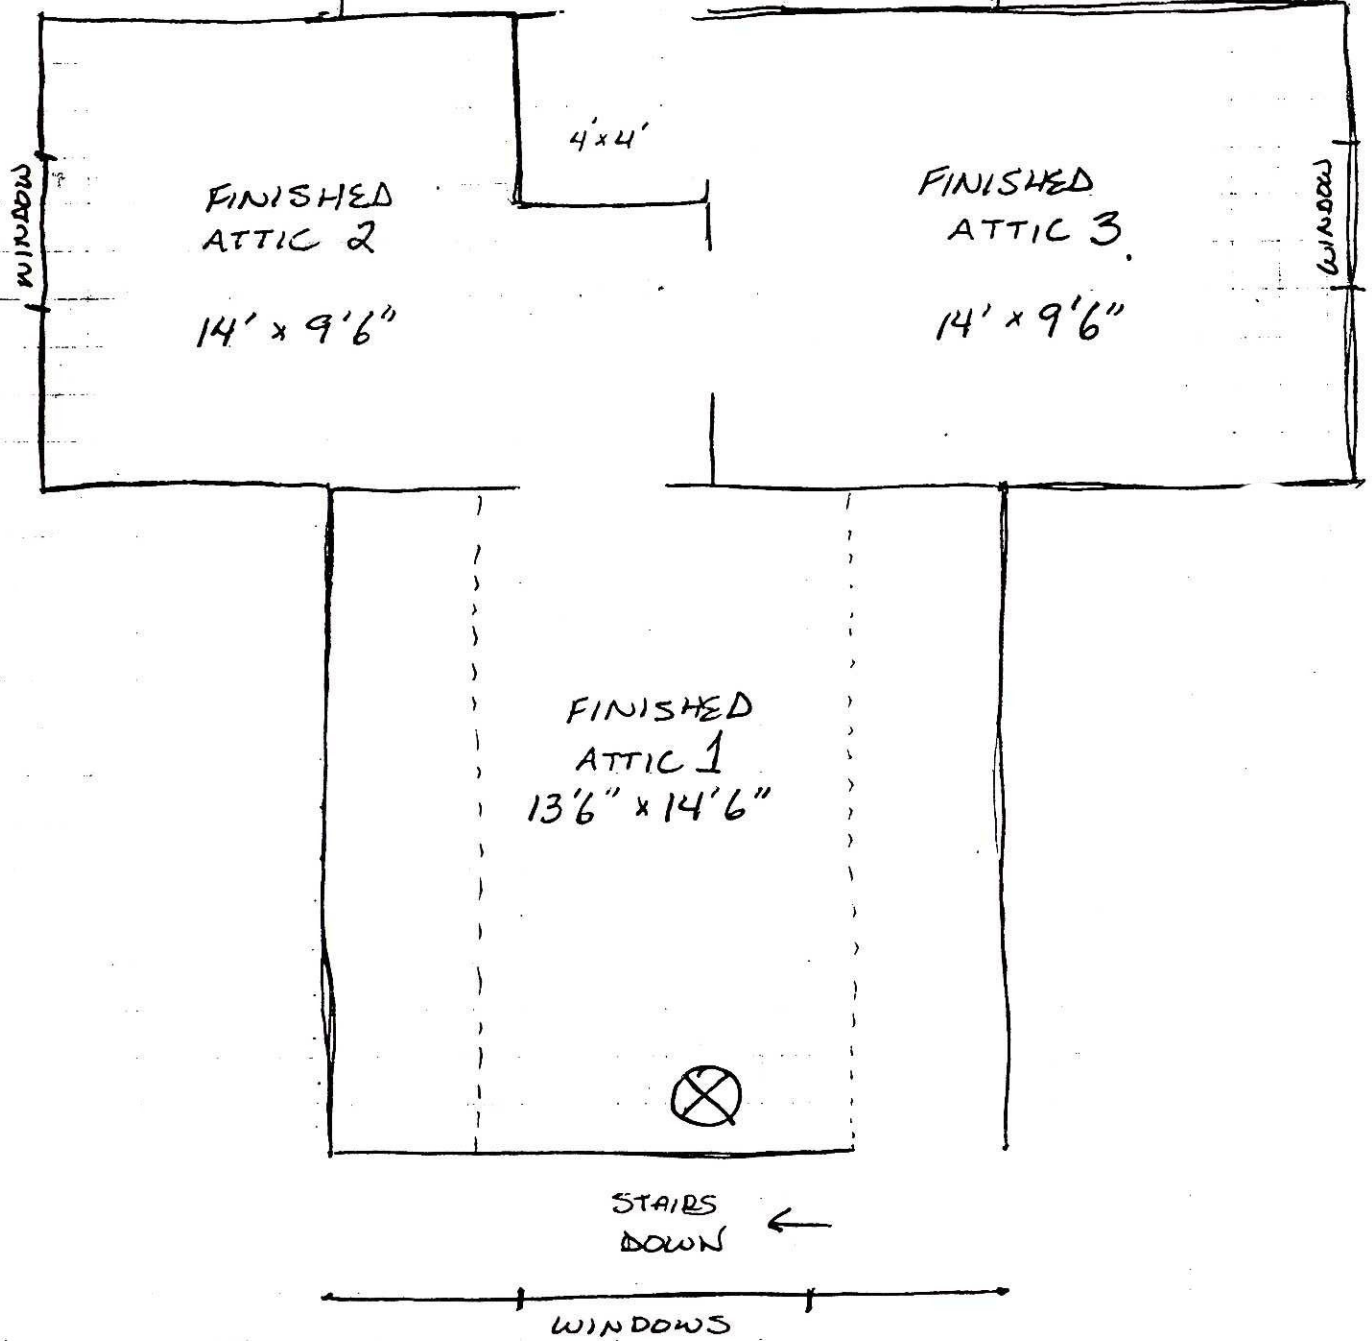 4'x4'
WINDOW
FINISHED
ATTIC 2
14' x 9'6"
FINISHED
ATTIC 3
14' x 9'6"
WINDOW
FINISHED
ATTIC 1
13'6" x 14'6"
STAIRS
DOWN
WINDOWS